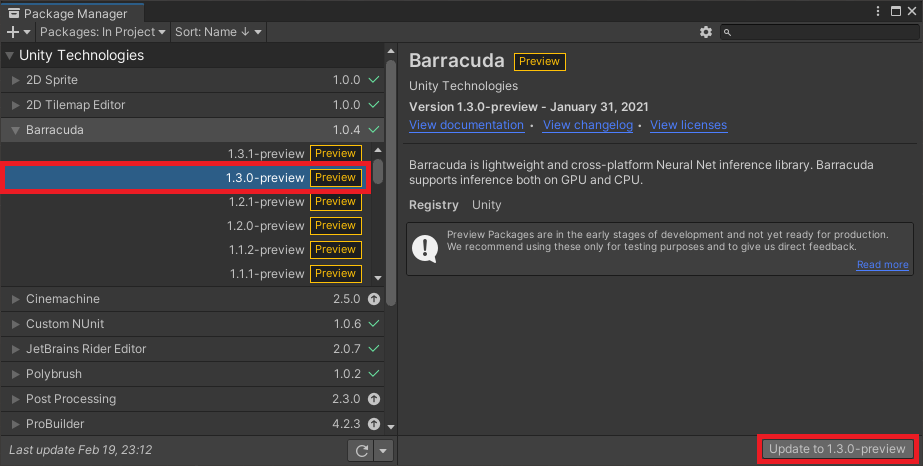 Package Manager
+ Packages: In Project Sort: Name ↓
Unity Technologies
2D Sprite 1.0.0
2D Tilemap Editor 1.0.0
Barracuda 1.0.4
1.3.1-preview Preview
1.3.0-preview Preview
1.2.1-preview Preview
1.2.0-preview Preview
1.1.2-preview Preview
1.1.1-preview Preview
Cinemachine 2.5.0
Custom NUnit 1.0.6
JetBrains Rider Editor 2.0.7
Polybrush 1.0.2
Post Processing 2.3.0
ProBuilder 4.2.3
Last update Feb 19, 23:12
Barracuda Preview
Unity Technologies
Version 1.3.0-preview - January 31, 2021
View documentation • View changelog • View licenses
Barracuda is lightweight and cross-platform Neural Net inference library. Barracuda
supports inference both on GPU and CPU.
Registry Unity
Preview Packages are in the early stages of development and not yet ready for production.
We recommend using these only for testing purposes and to give us direct feedback.
Read more
Update to 1.3.0-preview